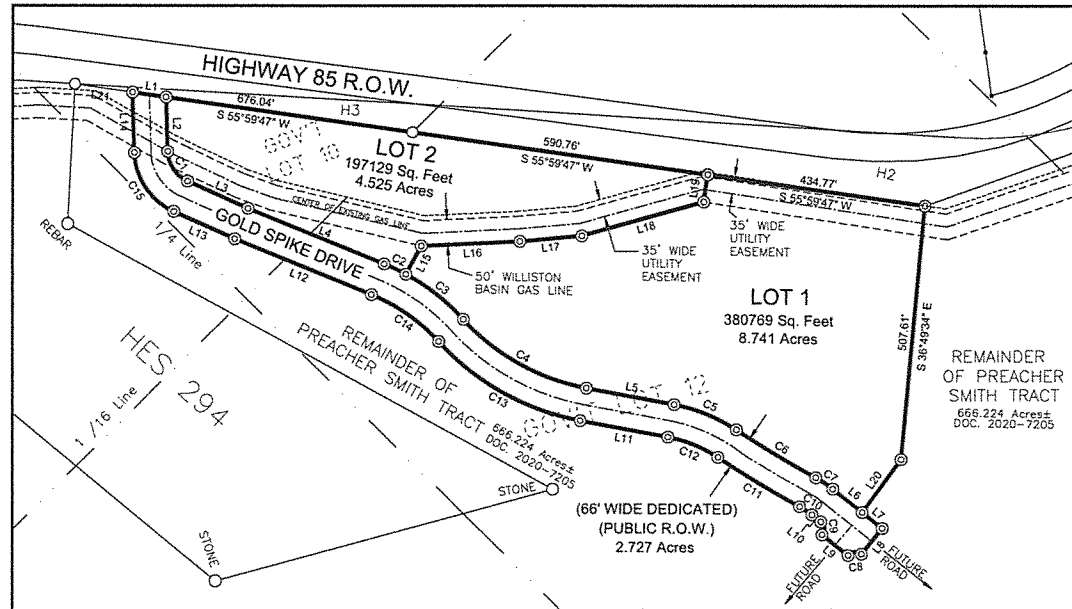 HIGHWAY 85 R.O.W.
L21
L1
676.04'
S 55°59'47" W
H3
L14
L2
GOV'T
LOT 18
LOT 2
197129 Sq. Feet
4.525 Acres
590.76'
S 55°59'47" W
H2
434.77'
S 55°59'47" W
C1
C15
L3
CENTER OF EXISTING GAS LINE
L19
L18
35' WIDE
UTILITY
EASEMENT
REBAR
L13
GOLD SPIKE DRIVE
L4
C2
L15
L16
L17
35' WIDE
UTILITY
EASEMENT
1/4 Line
L12
C3
50' WILLISTON
BASIN GAS LINE
LOT 1
380769 Sq. Feet
8.741 Acres
507.61'
S 36°49'34" E
C14
C4
REMAINDER OF
PREACHER SMITH TRACT
666.224 Acres±
DOC. 2020-7205
HES 294
1/16 Line
C13
L5
GOV'T LOT 12
C5
REMAINDER
OF PREACHER
SMITH TRACT
666.224 Acres±
DOC. 2020-7205
L11
C12
C6
C7
L6
L20
L7
STONE
C11
C10
C9
L10
(66' WIDE DEDICATED)
(PUBLIC R.O.W.)
2.727 Acres
L9
C8
L8
STONE
FUTURE
ROAD
FUTURE
ROAD